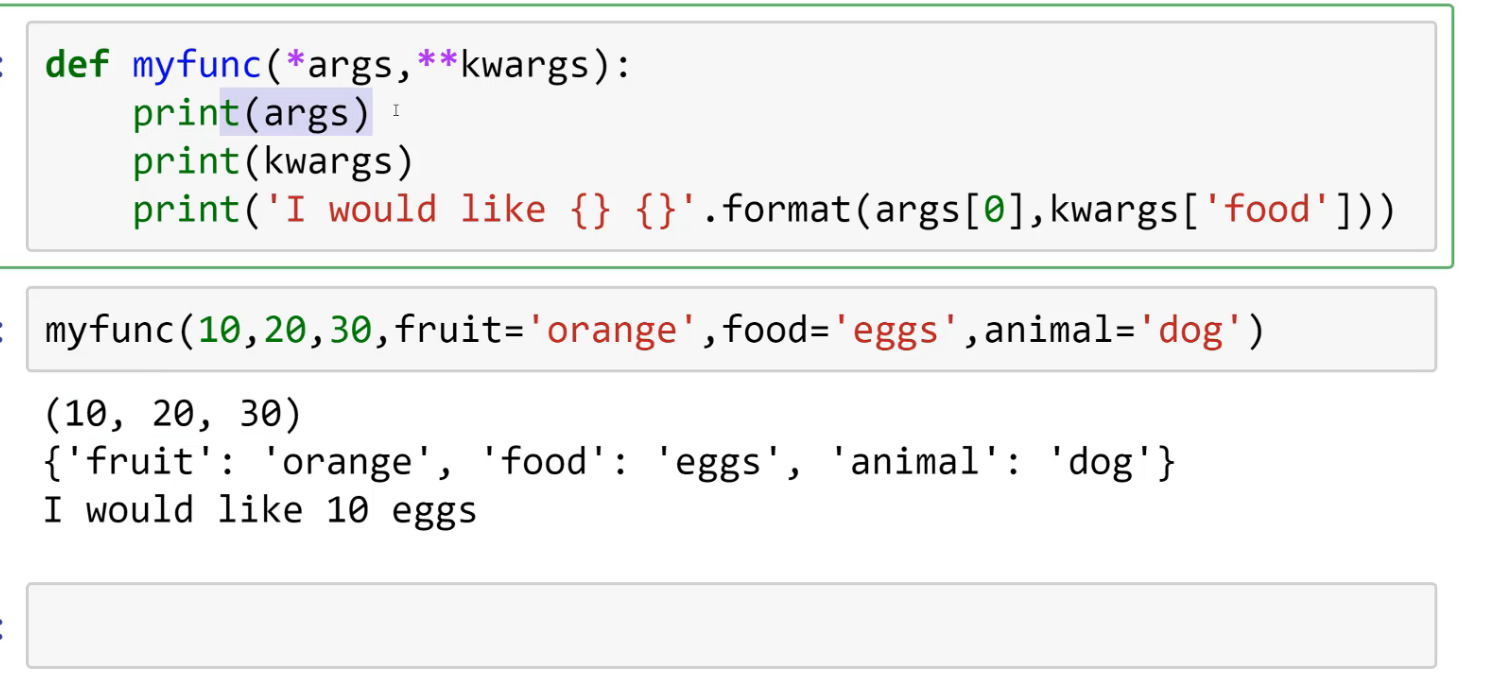 def myfunc(*args,**kwargs):
    print(args)
    print(kwargs)
    print('I would like {} {}'.format(args[0],kwargs['food']))
myfunc(10,20,30,fruit='orange',food='eggs',animal='dog')
(10, 20, 30)
{'fruit': 'orange', 'food': 'eggs', 'animal': 'dog'}
I would like 10 eggs